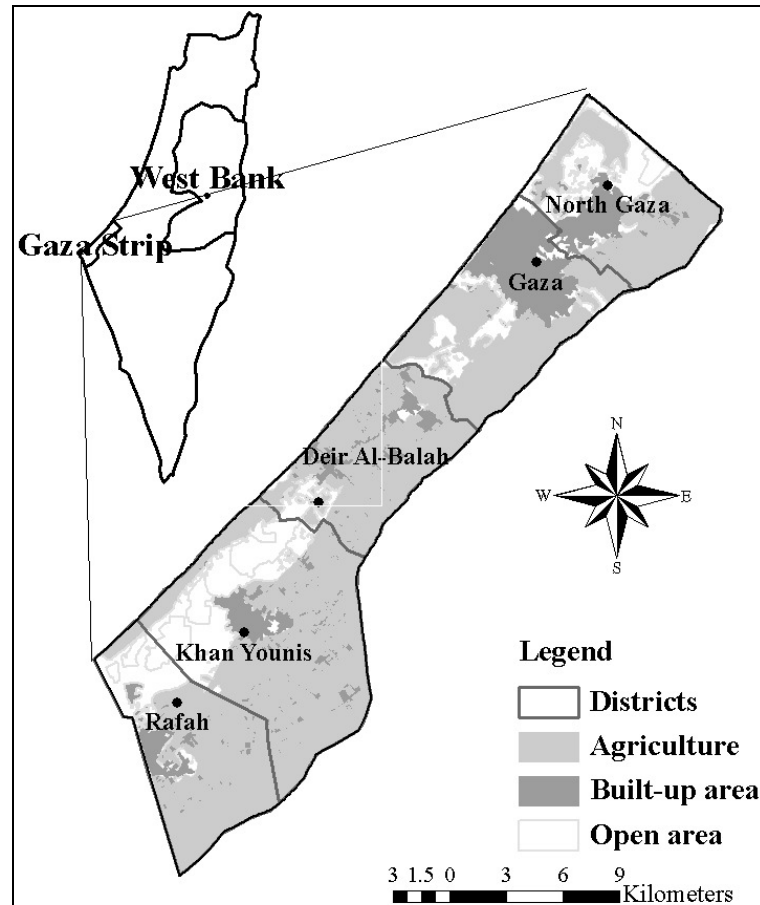 West Bank
Gaza Strip
North Gaza
Gaza
Deir Al-Balah
Khan Younis
Rafah
N
W
E
S
Legend
Districts
Agriculture
Built-up area
Open area
3 1.5 0 3 6 9
Kilometers